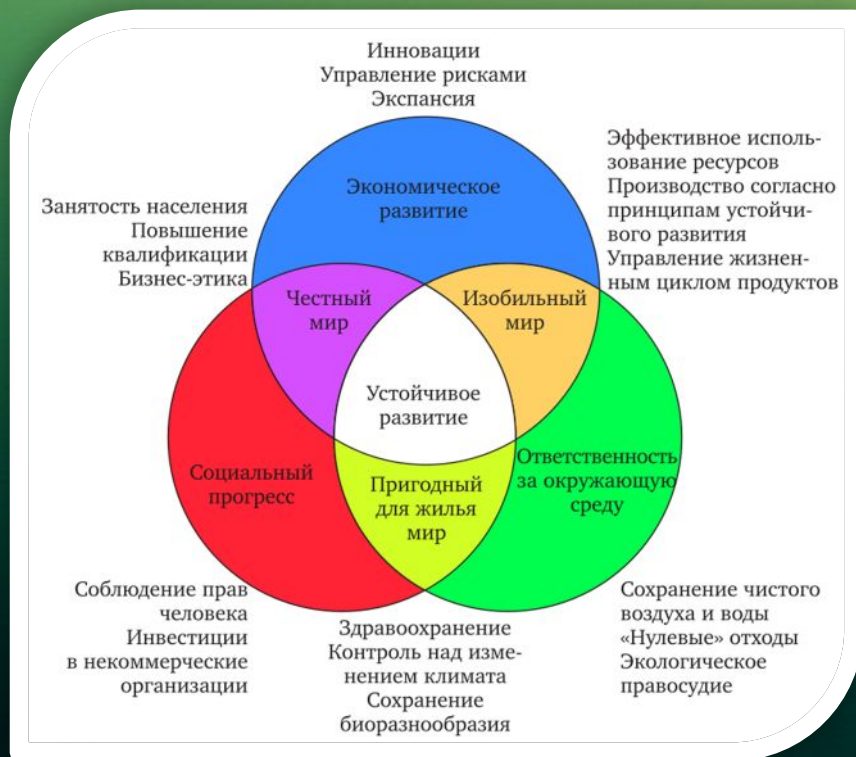 Инновации
Управление рисками
Экспансия
Эффективное исполь-
зование ресурсов
Производство согласно
принципам устойчи-
вого развития
Управление жизнен-
ным циклом продуктов
Экономическое
развитие
Занятость населения
Повышение
квалификации
Бизнес-этика
Честный
мир
Изобильный
мир
Устойчивое
развитие
Социальный
прогресс
Пригодный
для жилья
мир
Ответственность
за окружающую
среду
Соблюдение прав
человека
Инвестиции
в некоммерческие
организации
Здравоохранение
Контроль над изме-
нением климата
Сохранение
биоразнообразия
Сохранение чистого
воздуха и воды
«Нулевые» отходы
Экологическое
правосудие